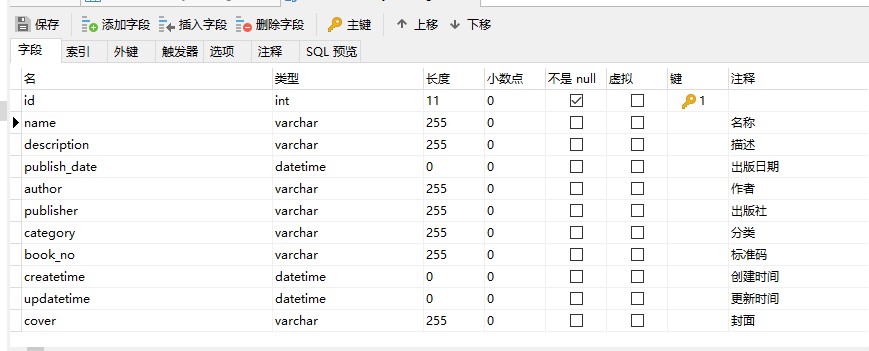 保存 添加字段 插入字段 删除字段 主键 上移 下移
字段 索引 外键 触发器 选项 注释 SQL 预览
名 类型 长度 小数点 不是 null 虚拟 键 注释
id int 11 0 1
name varchar 255 0 名称
description varchar 255 0 描述
publish_date datetime 0 0 出版日期
author varchar 255 0 作者
publisher varchar 255 0 出版社
category varchar 255 0 分类
book_no varchar 255 0 标准码
createtime datetime 0 0 创建时间
updatetime datetime 0 0 更新时间
cover varchar 255 0 封面